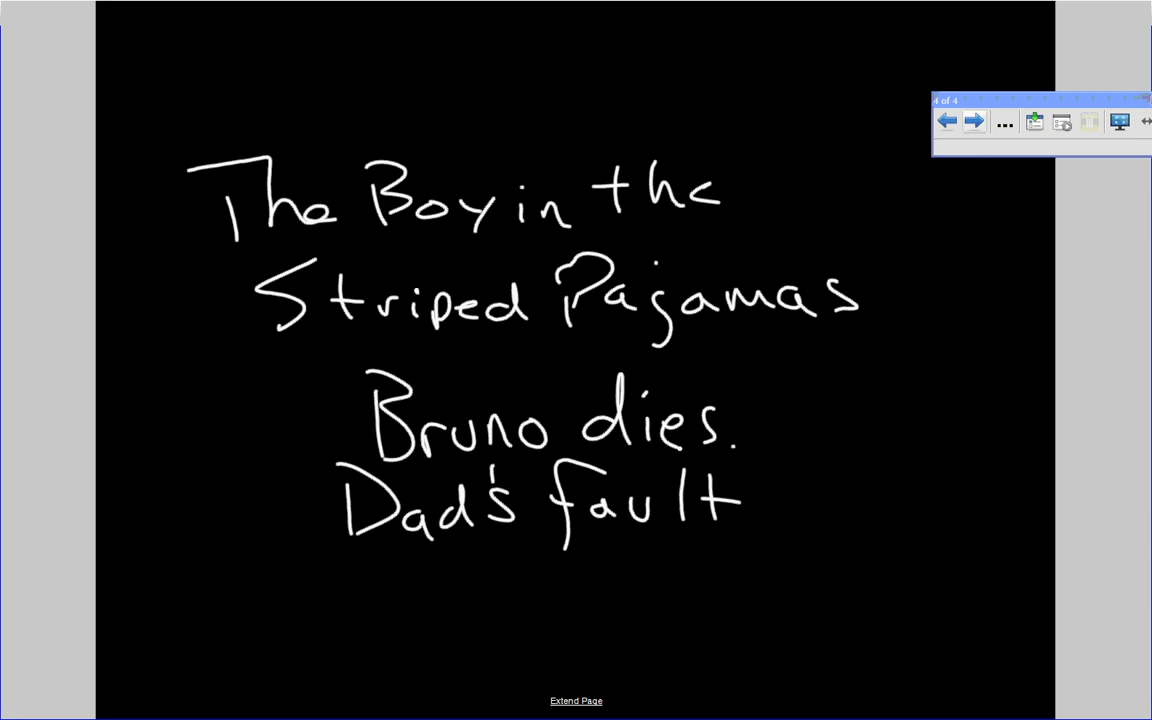 4 of 4
The Boy in the
Striped Pajamas
Bruno dies.
Dad's fault
Extend Page